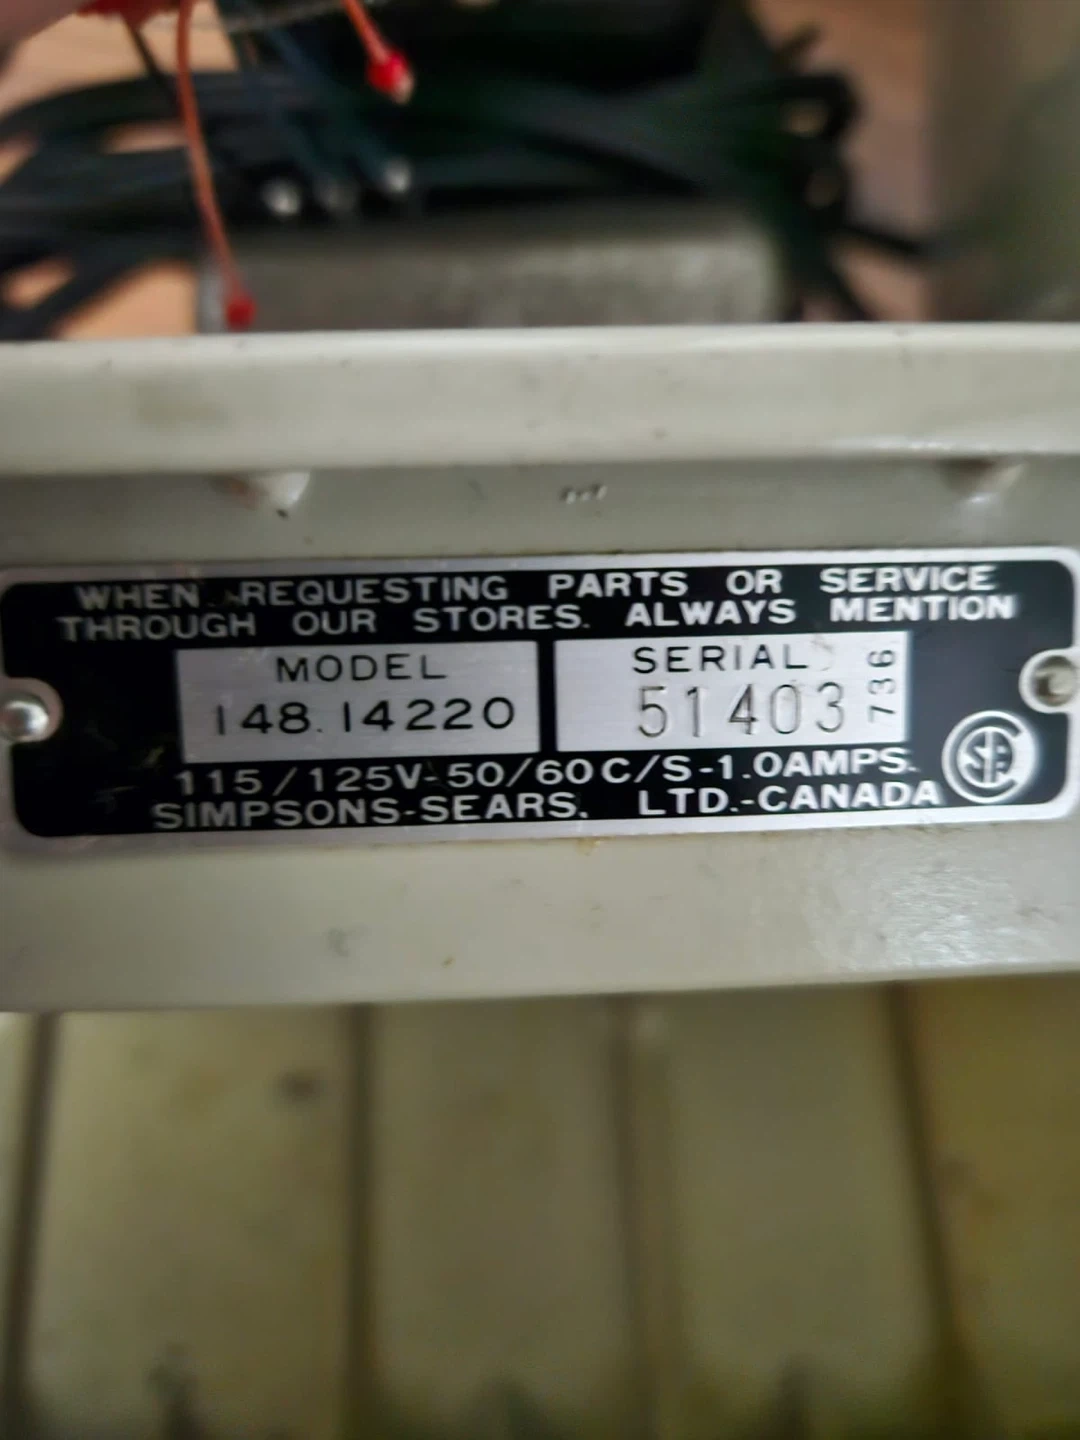 WHEN REQUESTING PARTS OR SERVICE
THROUGH OUR STORES. ALWAYS MENTION
MODEL
148.14220
SERIAL
51403
736
115/125V-50/60C/S-1.0AMPS.
SIMPSONS-SEARS, LTD.-CANADA